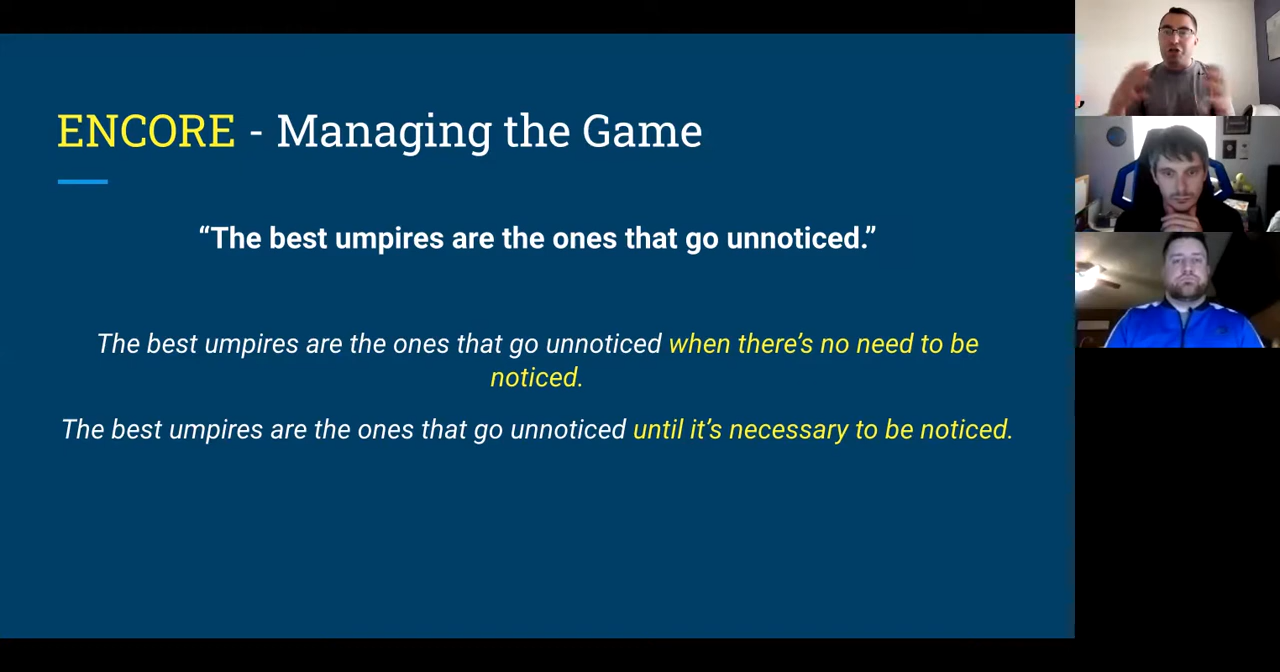 ENCORE - Managing the Game
“The best umpires are the ones that go unnoticed.”
The best umpires are the ones that go unnoticed when there’s no need to be
noticed.
The best umpires are the ones that go unnoticed until it’s necessary to be noticed.